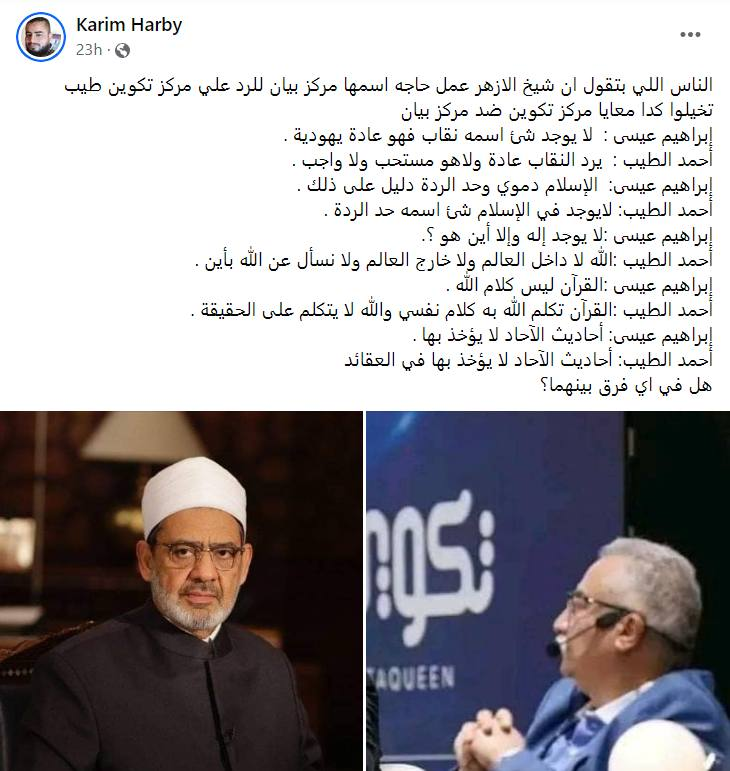 Karim Harby
23h ·
الناس اللي بتقول ان شيخ الازهر عمل حاجه اسمها مركز بيان للرد علي مركز تكوين طيب
تخيلوا كدا معايا مركز تكوين ضد مركز بيان
إبراهيم عيسى : لا يوجد شئ اسمه نقاب فهو عادة يهودية .
أحمد الطيب : يرد النقاب عادة ولاهو مستحب ولا واجب .
إبراهيم عيسى: الإسلام دموي وحد الردة دليل على ذلك .
أحمد الطيب: لايوجد في الإسلام شئ اسمه حد الردة .
إبراهيم عيسى :لا يوجد إله وإلا أين هو ؟.
أحمد الطيب :الله لا داخل العالم ولا خارج العالم ولا نسأل عن الله بأين .
إبراهيم عيسى :القرآن ليس كلام الله .
أحمد الطيب :القرآن تكلم الله به كلام نفسي والله لا يتكلم على الحقيقة .
إبراهيم عيسى: أحاديث الآحاد لا يؤخذ بها .
أحمد الطيب: أحاديث الآحاد لا يؤخذ بها في العقائد
هل في اي فرق بينهما؟
تكوين
TAQUEEN